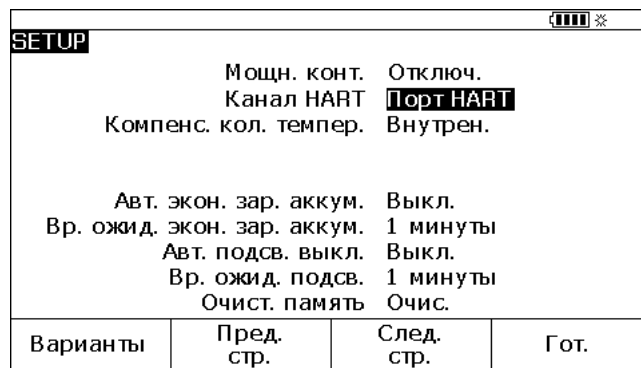 SETUP
Мощн. конт. Отключ.
Канал HART Порт HART
Компенс. кол. темпер. Внутрен.
Авт. экон. зар. аккум. Выкл.
Вр. ожид. экон. зар. аккум. 1 минуты
Авт. подсв. выкл. Выкл.
Вр. ожид. подсв. 1 минуты
Очист. память Очис.
Варианты Пред. стр. След. стр. Гот.